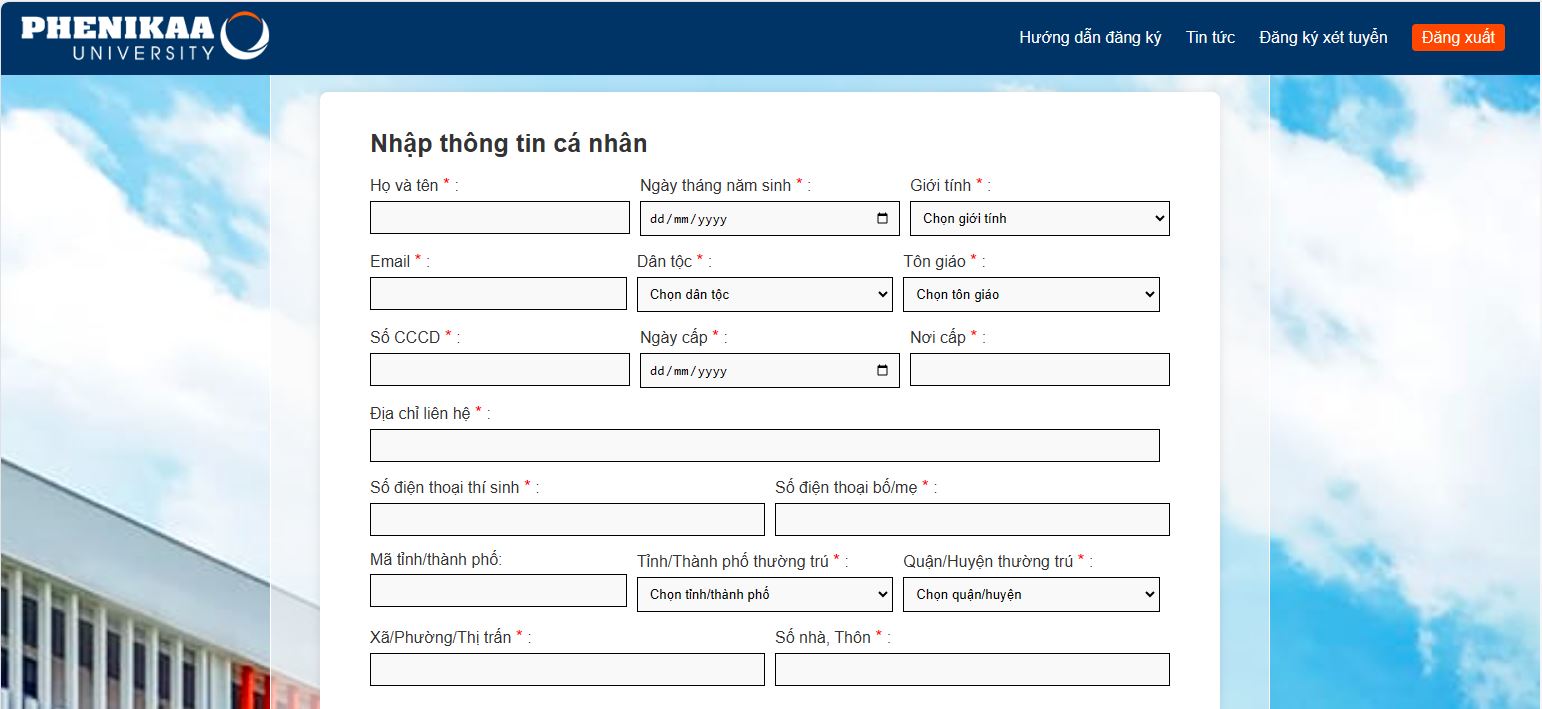 PHENIKAA
UNIVERSITY
Hướng dẫn đăng ký Tin tức Đăng ký xét tuyển Đăng xuất
Nhập thông tin cá nhân
Họ và tên * : Ngày tháng năm sinh * : Giới tính * :
dd/mm/yyyy Chọn giới tính
Email * : Dân tộc * : Tôn giáo * :
Chọn dân tộc Chọn tôn giáo
Số CCCD * : Ngày cấp * : Nơi cấp * :
dd/mm/yyyy
Địa chỉ liên hệ * :
Số điện thoại thí sinh * : Số điện thoại bố/mẹ * :
Mã tỉnh/thành phố: Tỉnh/Thành phố thường trú * : Quận/Huyện thường trú * :
Chọn tỉnh/thành phố Chọn quận/huyện
Xã/Phường/Thị trấn * : Số nhà, Thôn * :